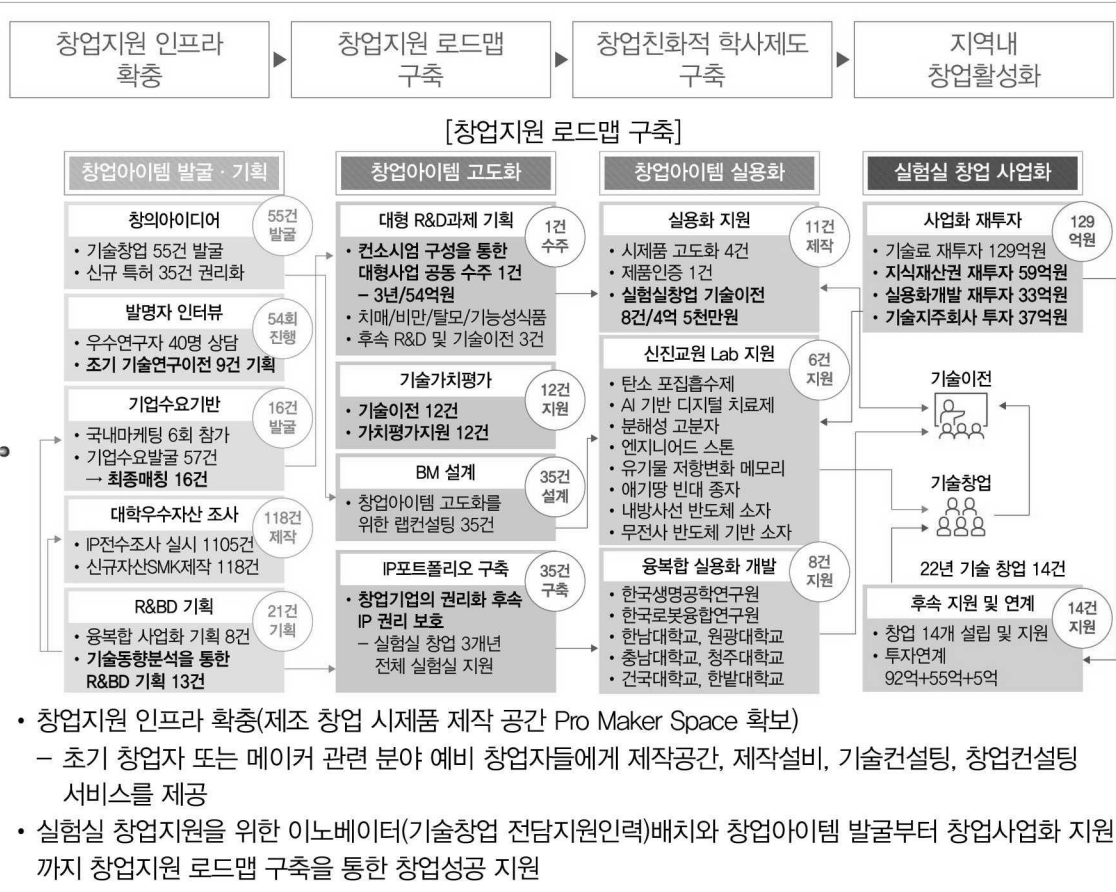 창업지원 인프라
확충
창업지원 로드맵
구축
창업친화적 학사제도
구축
지역내
창업활성화
[창업지원 로드맵 구축]
창업아이템 발굴·기획
창의아이디어
55건
발굴
• 기술창업 55건 발굴
• 신규 특허 35건 권리화
발명자 인터뷰
54회
진행
• 우수연구자 40명 상담
• 조기 기술연구이전 9건 기획
기업수요기반
16건
발굴
• 국내마케팅 6회 참가
• 기업수요발굴 57건
→ 최종매칭 16건
대학우수자산 조사
118건
제작
• IP전수조사 실시 1105건
• 신규자산SMK제작 118건
R&BD 기획
21건
기획
• 융복합 사업화 기획 8건
• 기술동향분석을 통한
R&BD 기획 13건
창업아이템 고도화
대형 R&D과제 기획
1건
수주
• 컨소시엄 구성을 통한
대형사업 공동 수주 1건
– 3년/54억원
• 치매/비만/탈모/기능성식품
• 후속 R&D 및 기술이전 3건
기술가치평가
12건
지원
• 기술이전 12건
• 가치평가지원 12건
BM 설계
35건
설계
• 창업아이템 고도화를
위한 랩컨설팅 35건
IP포트폴리오 구축
35건
구축
• 창업기업의 권리화 후속
IP 권리 보호
– 실험실 창업 3개년
전체 실험실 지원
창업아이템 실용화
실용화 지원
11건
제작
• 시제품 고도화 4건
• 제품인증 1건
• 실험실창업 기술이전
8건/4억 5천만원
신진교원 Lab 지원
6건
지원
• 탄소 포집흡수제
• AI 기반 디지털 치료제
• 분해성 고분자
• 엔지니어드 스톤
• 유기물 저항변화 메모리
• 애기땅 빈대 종자
• 내방사선 반도체 소자
• 무전사 반도체 기반 소자
융복합 실용화 개발
8건
지원
• 한국생명공학연구원
• 한국로봇융합연구원
• 한남대학교, 원광대학교
• 충남대학교, 청주대학교
• 건국대학교, 한밭대학교
실험실 창업 사업화
사업화 재투자
129
억원
• 기술료 재투자 129억원
• 지식재산권 재투자 59억원
• 실용화개발 재투자 33억원
• 기술지주회사 투자 37억원
기술이전
기술창업
22년 기술 창업 14건
후속 지원 및 연계
14건
지원
• 창업 14개 설립 및 지원
• 투자연계
92억+55억+5억
• 창업지원 인프라 확충(제조 창업 시제품 제작 공간 Pro Maker Space 확보)
– 초기 창업자 또는 메이커 관련 분야 예비 창업자들에게 제작공간, 제작설비, 기술컨설팅, 창업컨설팅
서비스를 제공
• 실험실 창업지원을 위한 이노베이터(기술창업 전담지원인력)배치와 창업아이템 발굴부터 창업사업화 지원
까지 창업지원 로드맵 구축을 통한 창업성공 지원